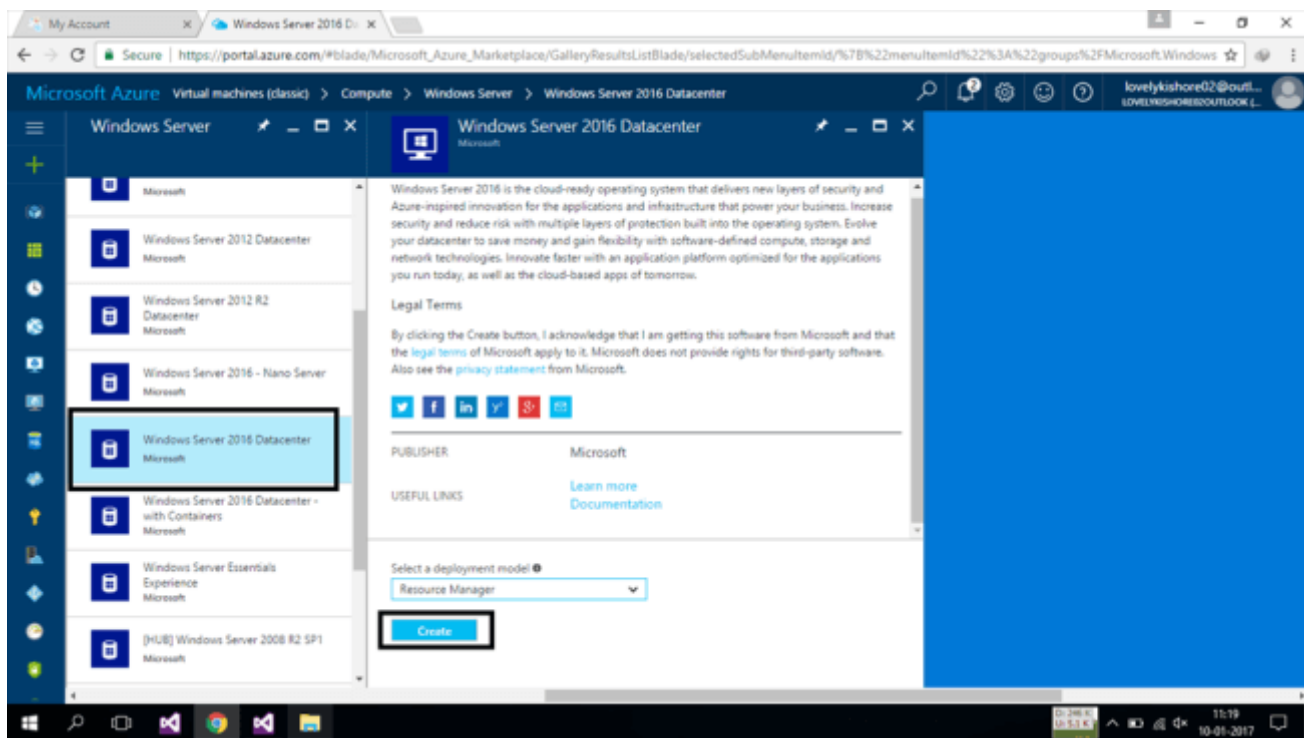 My Account
Windows Server 2016 Da
Secure | https://portal.azure.com/#blade/Microsoft_Azure_Marketplace/GalleryResultsListBlade/selectedSubMenuItemId/%7B%22menuItemId%22%3A%22groups%2FMicrosoft.Windows
Microsoft Azure Virtual machines (classic) > Compute > Windows Server > Windows Server 2016 Datacenter
2
lovelykishore02@outl...
LOVELYKISHORE02OUTLOOK (...
Windows Server
Microsoft
Windows Server 2012 Datacenter
Microsoft
Windows Server 2012 R2
Datacenter
Microsoft
Windows Server 2016 - Nano Server
Microsoft
Windows Server 2016 Datacenter
Microsoft
Windows Server 2016 Datacenter -
with Containers
Microsoft
Windows Server Essentials
Experience
Microsoft
[HUB] Windows Server 2008 R2 SP1
Microsoft
Windows Server 2016 Datacenter
Microsoft
Windows Server 2016 is the cloud-ready operating system that delivers new layers of security and
Azure-inspired innovation for the applications and infrastructure that power your business. Increase
security and reduce risk with multiple layers of protection built into the operating system. Evolve
your datacenter to save money and gain flexibility with software-defined compute, storage and
network technologies. Innovate faster with an application platform optimized for the applications
you run today, as well as the cloud-based apps of tomorrow.
Legal Terms
By clicking the Create button, I acknowledge that I am getting this software from Microsoft and that
the legal terms of Microsoft apply to it. Microsoft does not provide rights for third-party software.
Also see the privacy statement from Microsoft.
PUBLISHER Microsoft
USEFUL LINKS Learn more
Documentation
Select a deployment model
Resource Manager
Create
D: 246 K
U: 5.1 K
11:19
10-01-2017